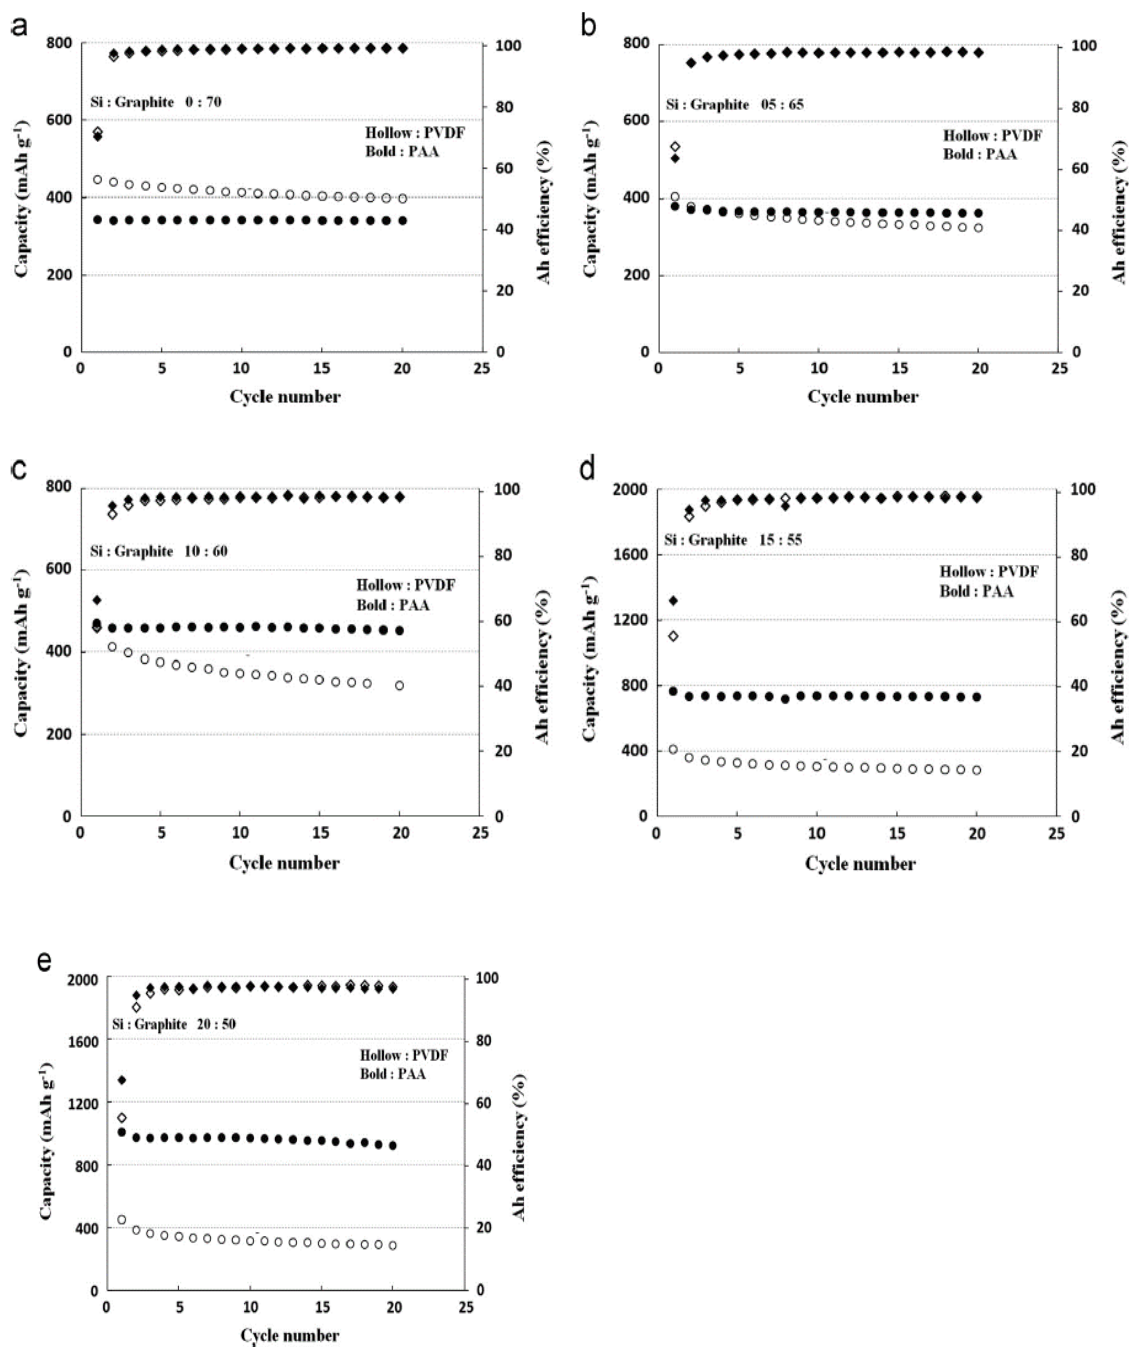 a
800
600
400
200
0
100
80
60
40
20
0
Si : Graphite 0 : 70
Hollow : PVDF
Bold : PAA
Capacity (mAh g-1)
Ah efficiency (%)
0 5 10 15 20 25
Cycle number
b
800
600
400
200
0
100
80
60
40
20
0
Si : Graphite 05 : 65
Hollow : PVDF
Bold : PAA
Capacity (mAh g-1)
Ah efficiency (%)
0 5 10 15 20 25
Cycle number
c
800
600
400
200
0
100
80
60
40
20
0
Si : Graphite 10 : 60
Hollow : PVDF
Bold : PAA
Capacity (mAh g-1)
Ah efficiency (%)
0 5 10 15 20 25
Cycle number
d
2000
1600
1200
800
400
0
100
80
60
40
20
0
Si : Graphite 15 : 55
Hollow : PVDF
Bold : PAA
Capacity (mAh g-1)
Ah efficiency (%)
0 5 10 15 20 25
Cycle number
e
2000
1600
1200
800
400
0
100
80
60
40
20
0
Si : Graphite 20 : 50
Hollow : PVDF
Bold : PAA
Capacity (mAh g-1)
Ah efficiency (%)
0 5 10 15 20 25
Cycle number